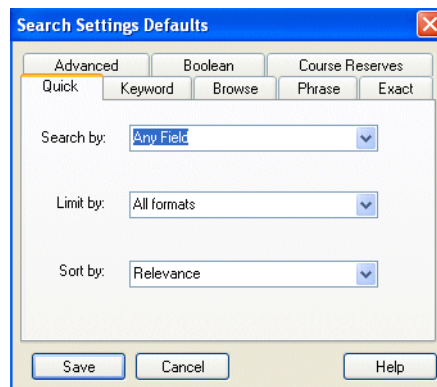 Search Settings Defaults
Advanced Boolean Course Reserves
Quick Keyword Browse Phrase Exact
Search by: Any Field
Limit by: All formats
Sort by: Relevance
Save Cancel Help